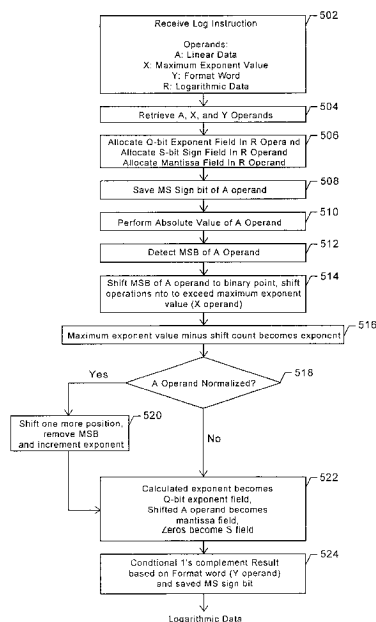 Receive Log Instruction
502
Operands:
A: Linear Data
X: Maximum Exponent Value
Y: Format Word
R: Logarithmic Data
Retrieve A, X, and Y Operands
504
Allocate Q-bit Exponent Field In R Operand
506
Allocate S-bit Sign Field In R Operand
Allocate Mantissa Field In R Operand
Save MS Sign bit of A operand
508
Perform Absolute Value of A Operand
510
Detect MSB of A Operand
512
Shift MSB of A operand to binary point, shift
514
operations nto to exceed maximum exponent
value (X operand)
Maximum exponent value minus shift count becomes exponent
516
A Operand Normalized?
518
Yes
No
Shift one more position,
520
remove MSB
and increment exponent
Calculated exponent becomes
522
Q-bit exponent field,
Shifted A operand becomes
mantissa field,
Zeros become S field
Condtional 1's complement Result
524
based on Format word (Y operand)
and saved MS sign bit
Logarithmic Data